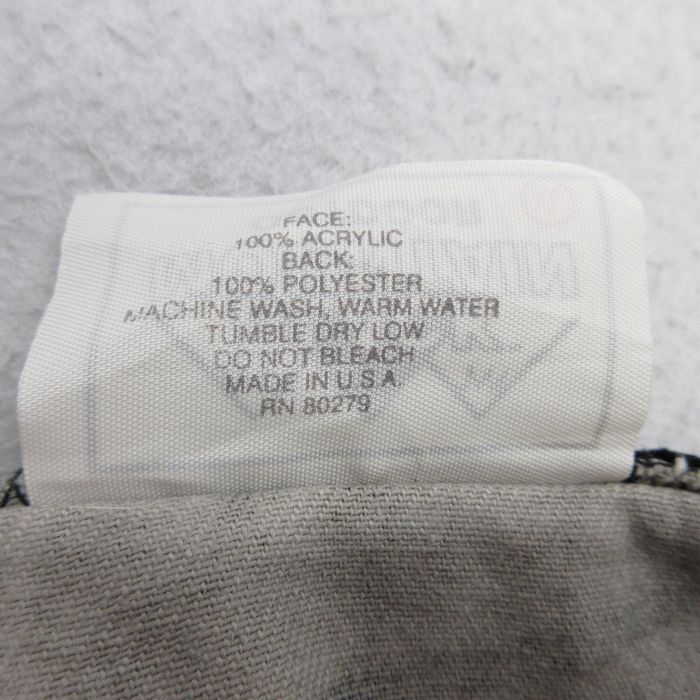 FACE:
100% ACRYLIC
BACK:
100% POLYESTER
MACHINE WASH, WARM WATER
TUMBLE DRY LOW
DO NOT BLEACH
MADE IN U.S.A.
RN 80279